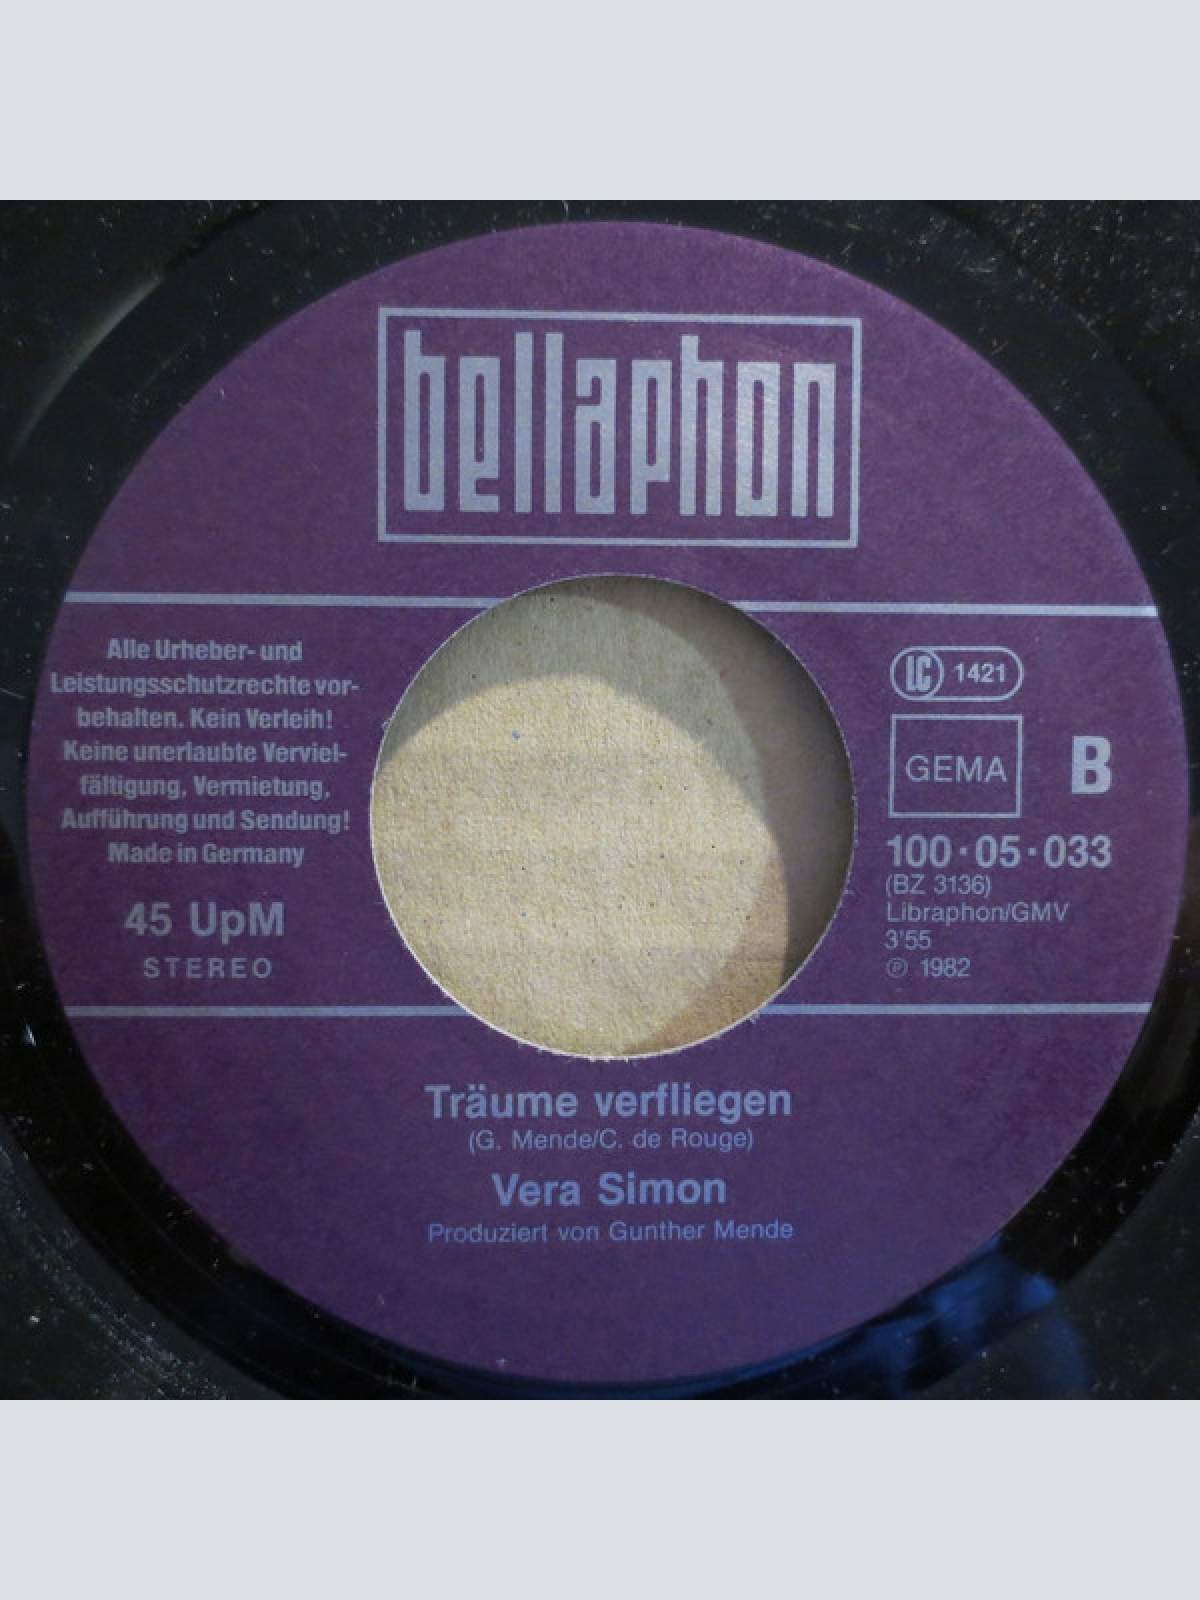 bellaphon
Alle Urheber- und
Leistungsschutzrechte vor-
behalten. Kein Verleih!
Keine unerlaubte Verviel-
fältigung, Vermietung,
Aufführung und Sendung!
Made in Germany
45 UpM
STEREO
LC 1421
GEMA
B
100·05·033
(BZ 3136)
Libraphon/GMV
3'55
℗ 1982
Träume verfliegen
(G. Mende/C. de Rouge)
Vera Simon
Produziert von Gunther Mende